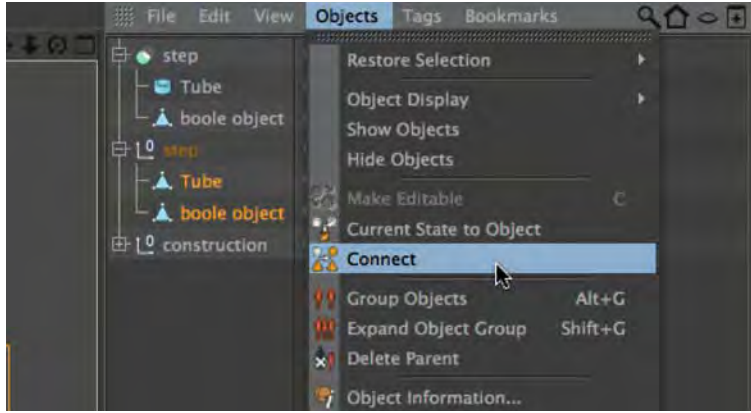 File Edit View Objects Tags Bookmarks
step
Tube
boole object
step
Tube
boole object
construction
Restore Selection
Object Display
Show Objects
Hide Objects
Make Editable C
Current State to Object
Connect
Group Objects Alt+G
Expand Object Group Shift+G
Delete Parent
Object Information...